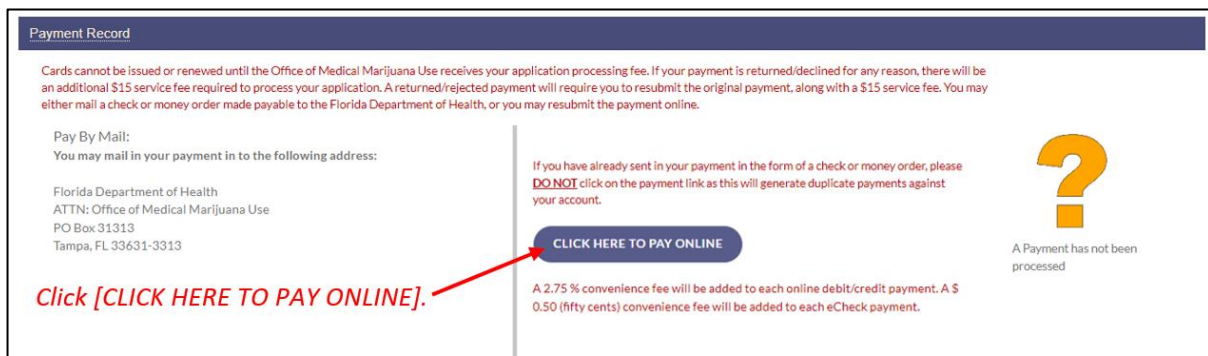 Payment Record
Cards cannot be issued or renewed until the Office of Medical Marijuana Use receives your application processing fee. If your payment is returned/declined for any reason, there will be
an additional $15 service fee required to process your application. A returned/rejected payment will require you to resubmit the original payment, along with a $15 service fee. You may
either mail a check or money order made payable to the Florida Department of Health, or you may resubmit the payment online.
Pay By Mail:
You may mail in your payment in to the following address:
Florida Department of Health
ATTN: Office of Medical Marijuana Use
PO Box 31313
Tampa, FL 33631-3313
Click [CLICK HERE TO PAY ONLINE].
If you have already sent in your payment in the form of a check or money order, please
DO NOT click on the payment link as this will generate duplicate payments against
your account.
CLICK HERE TO PAY ONLINE
A 2.75 % convenience fee will be added to each online debit/credit payment. A $
0.50 (fifty cents) convenience fee will be added to each eCheck payment.
?
A Payment has not been
processed